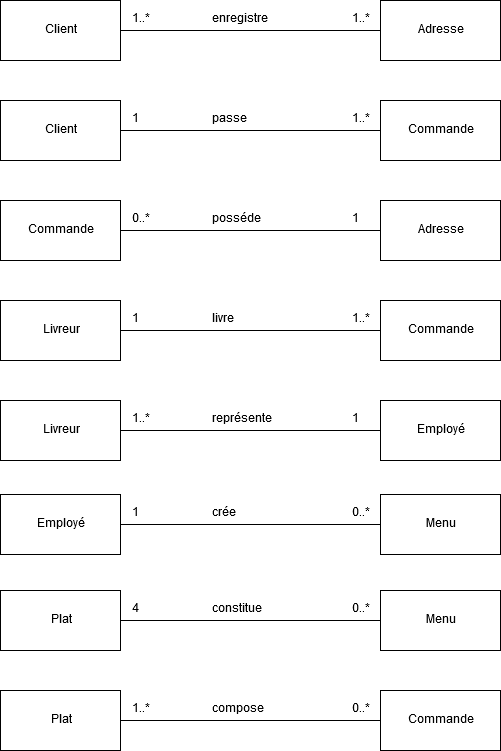 Client 1..* enregistre 1..* Adresse
Client 1 passe 1..* Commande
Commande 0..* posséde 1 Adresse
Livreur 1 livre 1..* Commande
Livreur 1..* représente 1 Employé
Employé 1 crée 0..* Menu
Plat 4 constitue 0..* Menu
Plat 1..* compose 0..* Commande